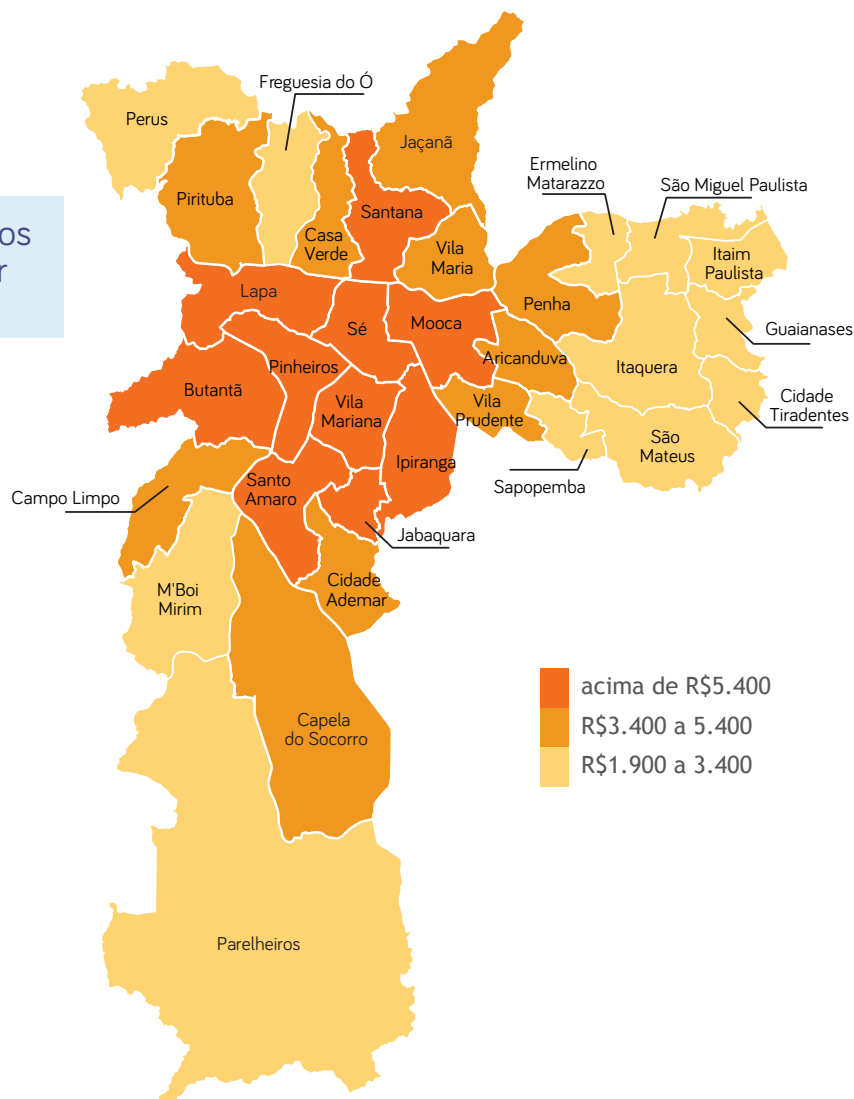 Freguesia do Ó
Perus
Jaçanã
Ermelino
Matarazzo
São Miguel Paulista
Pirituba
os
r
Santana
Casa
Verde
Vila
Maria
Itaim
Paulista
Lapa
Penha
Sé
Mooca
Guaianases
Aricanduva
Pinheiros
Itaquera
Butantã
Vila
Mariana
Vila
Prudente
Cidade
Tiradentes
São
Mateus
Ipiranga
Santo
Amaro
Sapopemba
Campo Limpo
Jabaquara
M'Boi
Mirim
Cidade
Ademar
acima de R$5.400
R$3.400 a 5.400
R$1.900 a 3.400
Capela
do Socorro
Parelheiros